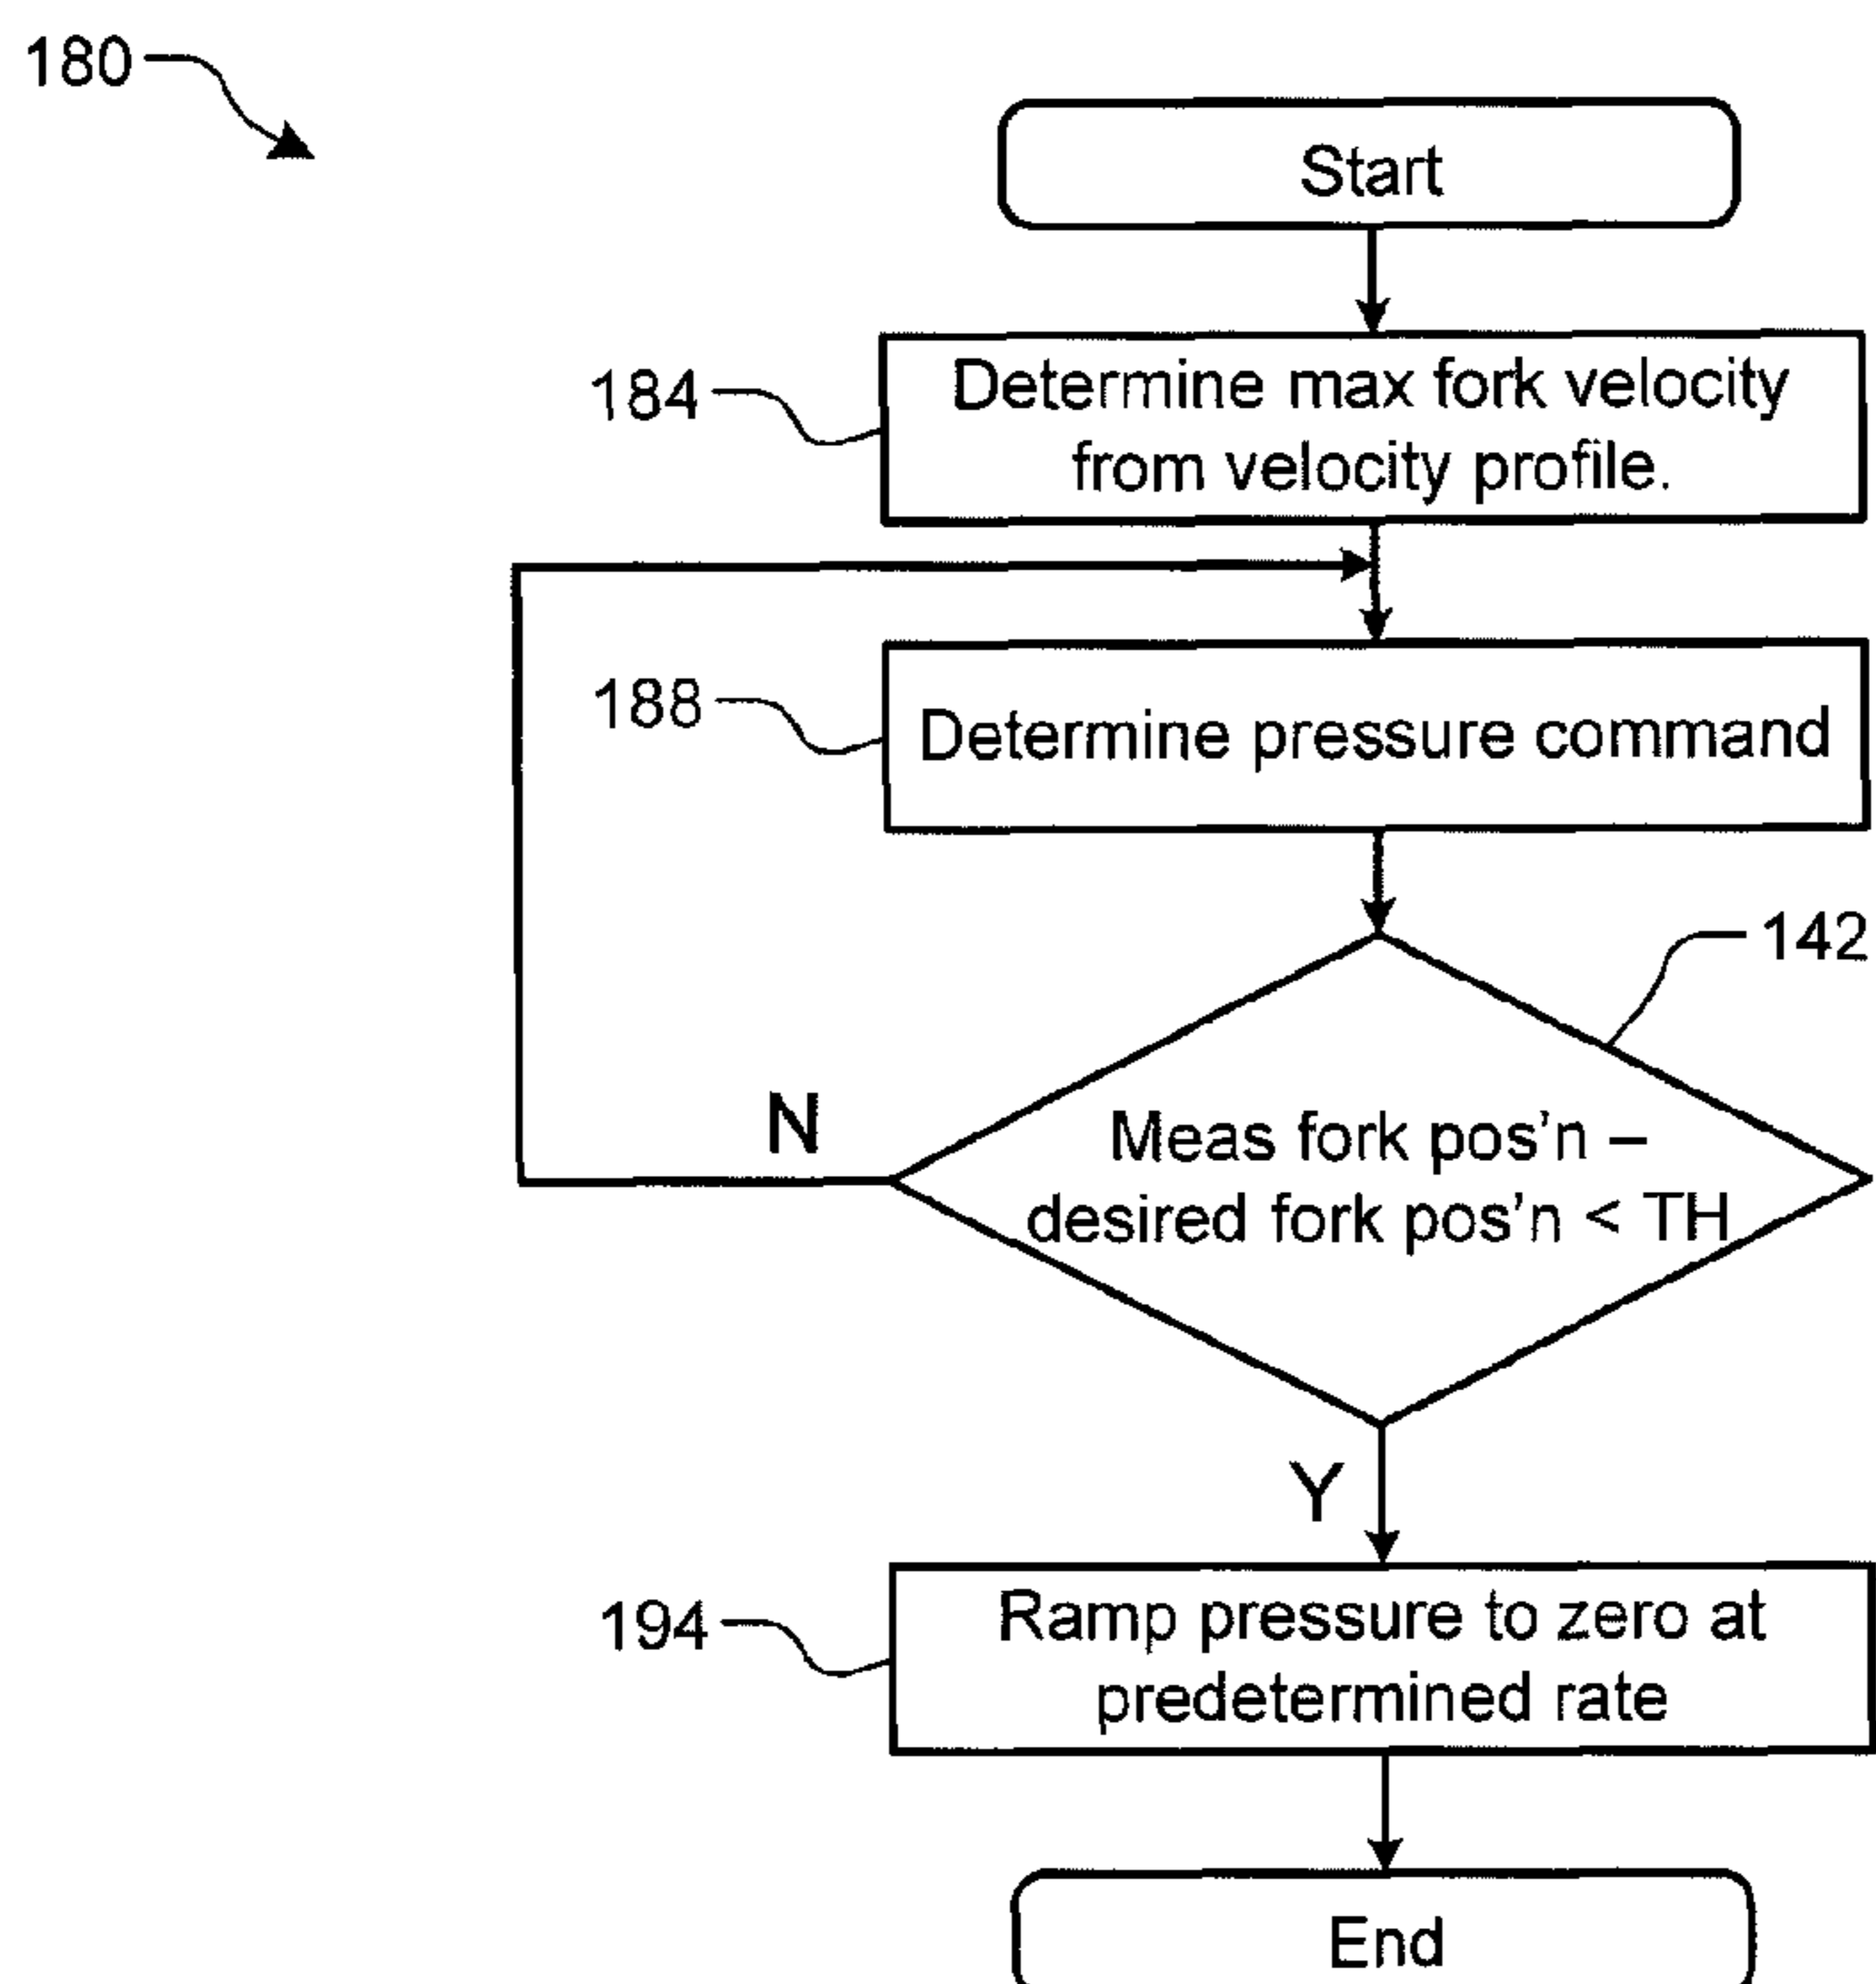 180
Start
184
Determine max fork velocity
from velocity profile.
188
Determine pressure command
142
N
Meas fork pos’n –
desired fork pos’n < TH
Y
194
Ramp pressure to zero at
predetermined rate
End